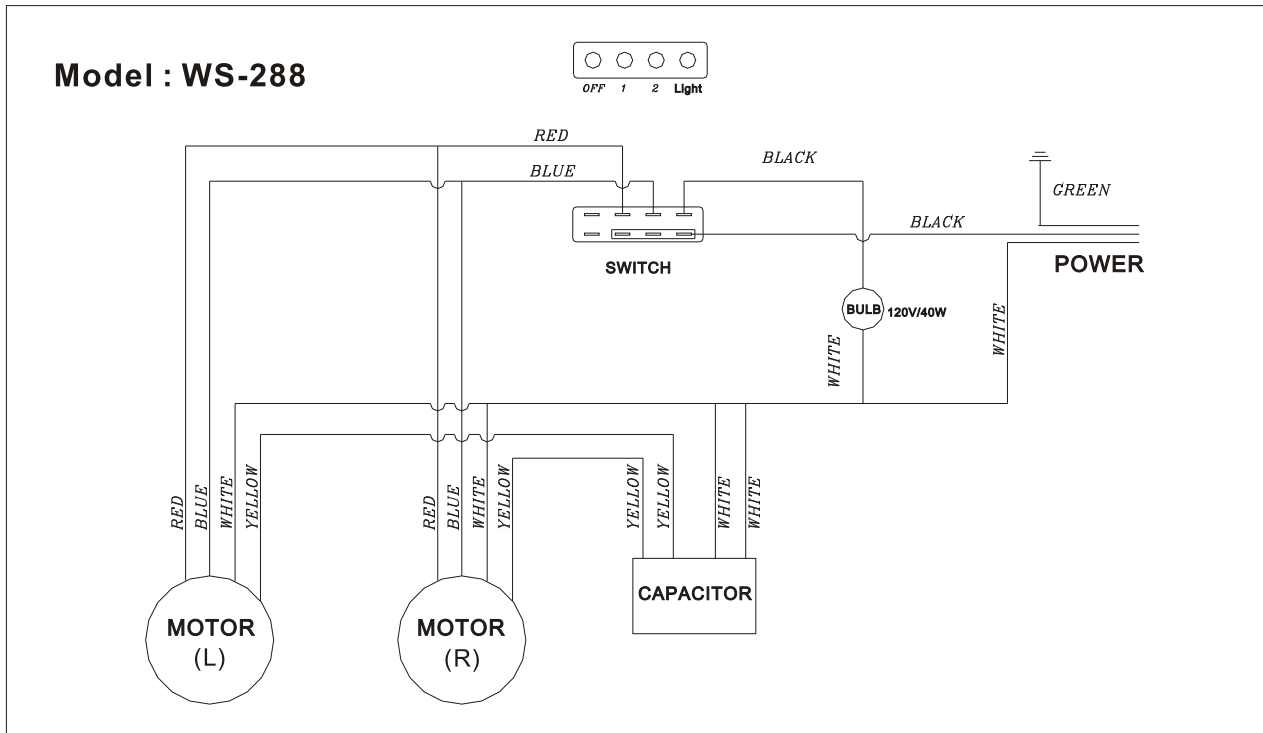 Model : WS-288
OFF 1 2 Light
RED
BLUE
BLACK
GREEN
BLACK
SWITCH
POWER
BULB 120V/40W
WHITE
WHITE
RED
BLUE
WHITE
YELLOW
RED
BLUE
WHITE
YELLOW
YELLOW
YELLOW
WHITE
WHITE
MOTOR
(L)
MOTOR
(R)
CAPACITOR